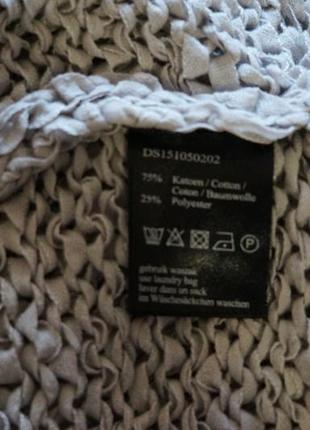 DS151050202
75% Katoen / Cotton /
Coton / Baumwolle
25% Polyester
P
gebruik waszak
use laundry bag
laver dans un sack
im Wäschesäckchen waschen